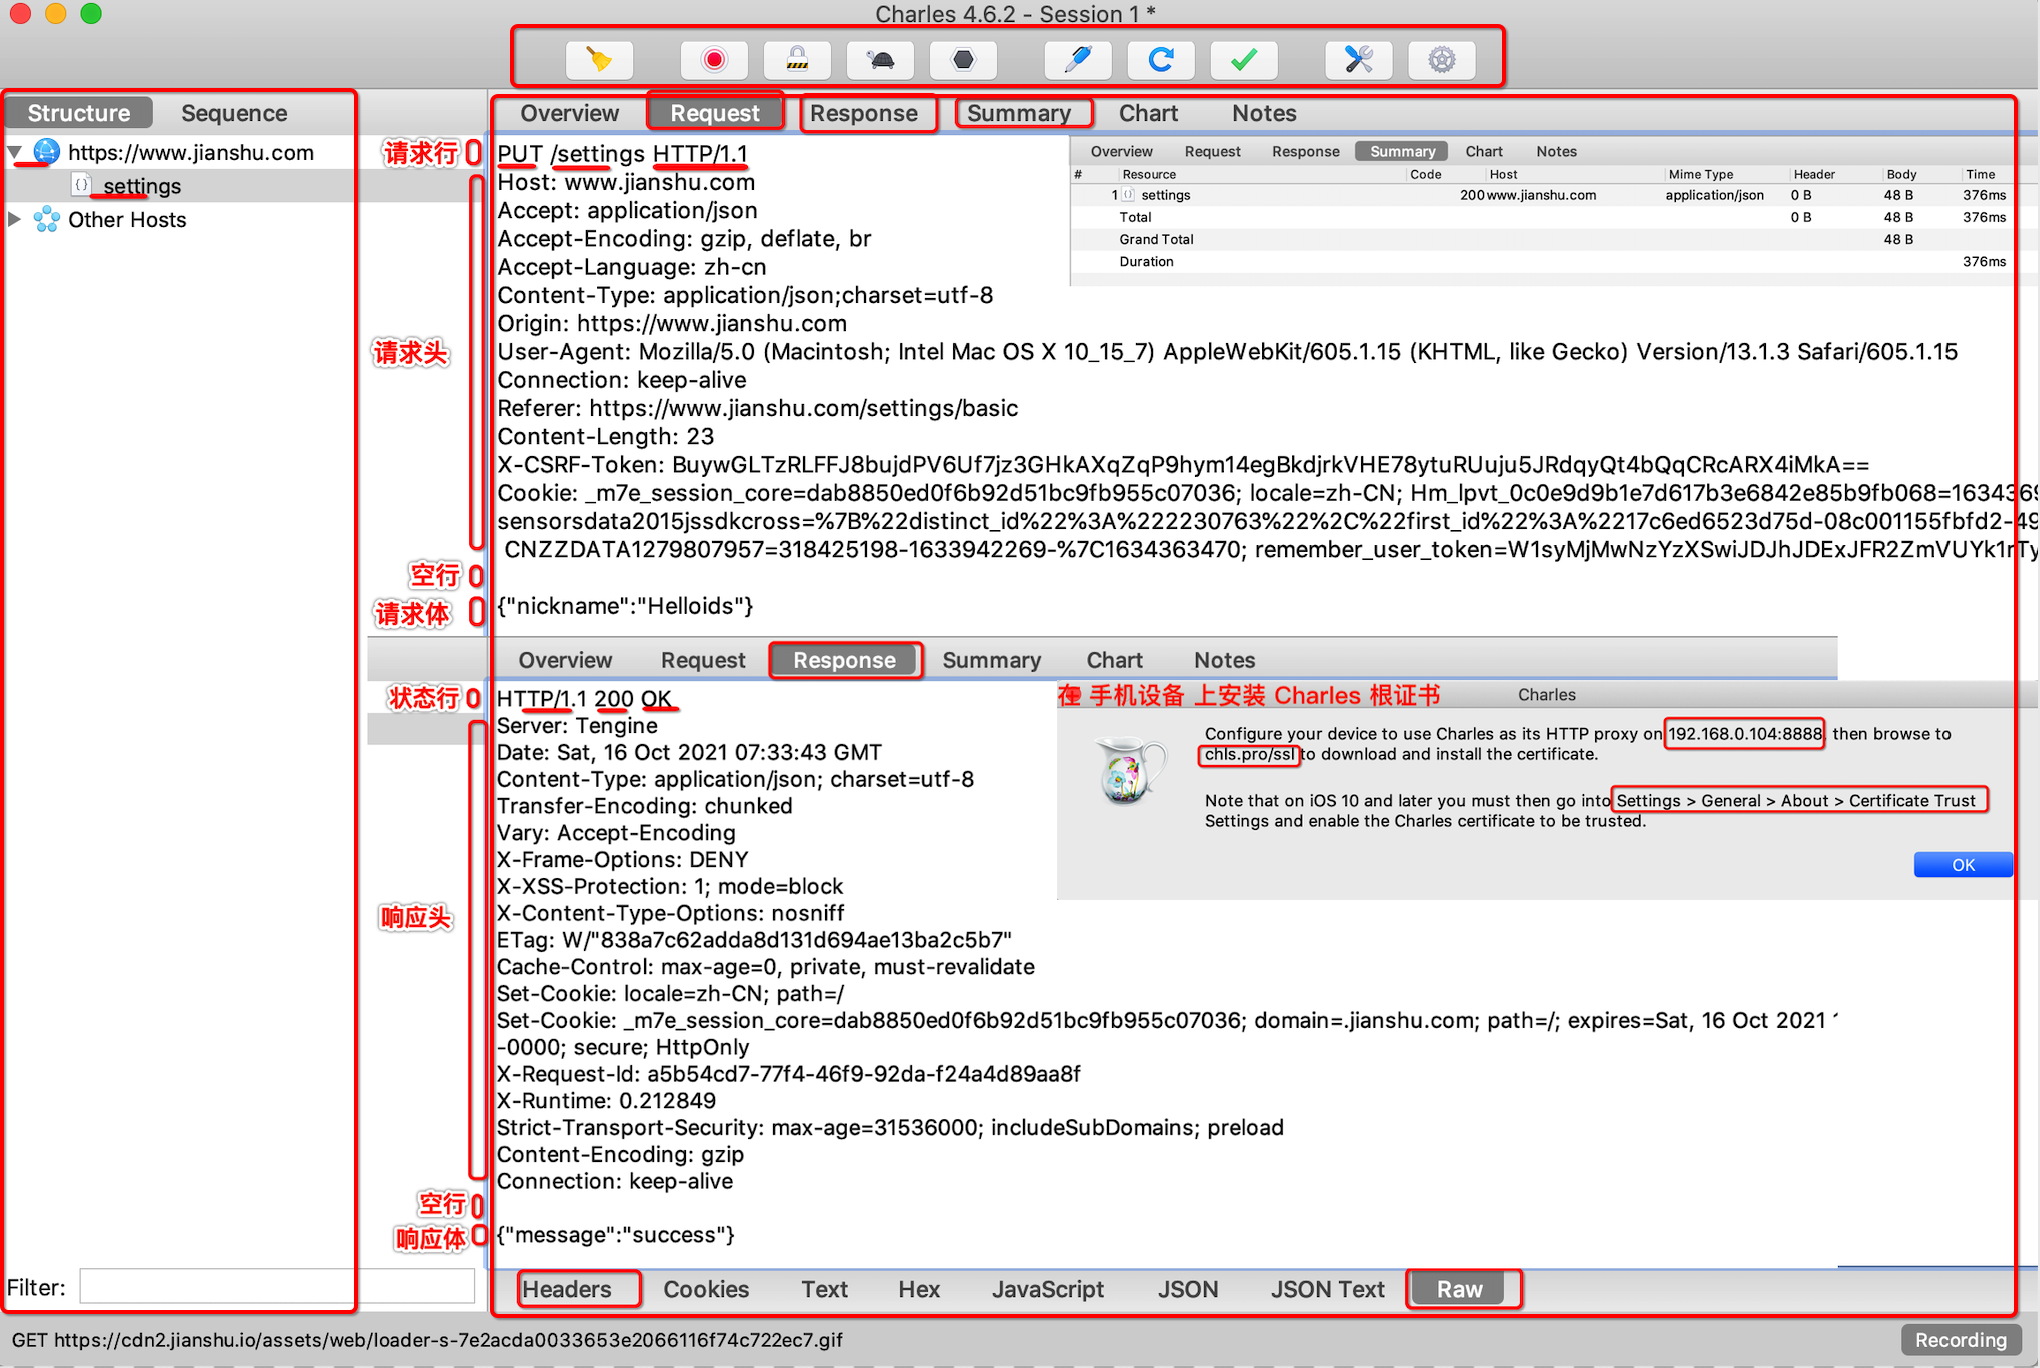 Charles 4.6.2 - Session 1 *
Structure
Sequence
https://www.jianshu.com
settings
Other Hosts
Filter:
Overview
Request
Response
Summary
Chart
Notes
请求行
PUT /settings HTTP/1.1
Host: www.jianshu.com
Accept: application/json
Accept-Encoding: gzip, deflate, br
Accept-Language: zh-cn
Content-Type: application/json;charset=utf-8
Origin: https://www.jianshu.com
请求头
User-Agent: Mozilla/5.0 (Macintosh; Intel Mac OS X 10_15_7) AppleWebKit/605.1.15 (KHTML, like Gecko) Version/13.1.3 Safari/605.1.15
Connection: keep-alive
Referer: https://www.jianshu.com/settings/basic
Content-Length: 23
X-CSRF-Token: BuywGLTzRLFFJ8bujdPV6Uf7jz3GHkAXqZqP9hym14egBkdjrkVHE78ytuRUuju5JRdqyQt4bQqCRcARX4iMkA==
Cookie: _m7e_session_core=dab8850ed0f6b92d51bc9fb955c07036; locale=zh-CN; Hm_lpvt_0c0e9d9b1e7d617b3e6842e85b9fb068=1634369
sensorsdata2015jssdkcross=%7B%22distinct_id%22%3A%222230763%22%2C%22first_id%22%3A%2217c6ed6523d75d-08c001155fbfd2-49
CNZZDATA1279807957=318425198-1633942269-%7C1634363470; remember_user_token=W1syMjMwNzYzXSwiJDJhJDExJFR2ZmVUYk1rTy
空行
请求体
{"nickname":"Helloids"}
Overview
Request
Response
Summary
Chart
Notes
# Resource Code Host Mime Type Header Body Time
1 settings 200 www.jianshu.com application/json 0 B 48 B 376ms
Total 0 B 48 B 376ms
Grand Total 48 B
Duration 376ms
Overview
Request
Response
Summary
Chart
Notes
状态行
HTTP/1.1 200 OK
Server: Tengine
Date: Sat, 16 Oct 2021 07:33:43 GMT
Content-Type: application/json; charset=utf-8
Transfer-Encoding: chunked
Vary: Accept-Encoding
X-Frame-Options: DENY
X-XSS-Protection: 1; mode=block
X-Content-Type-Options: nosniff
响应头
ETag: W/"838a7c62adda8d131d694ae13ba2c5b7"
Cache-Control: max-age=0, private, must-revalidate
Set-Cookie: locale=zh-CN; path=/
Set-Cookie: _m7e_session_core=dab8850ed0f6b92d51bc9fb955c07036; domain=.jianshu.com; path=/; expires=Sat, 16 Oct 2021
-0000; secure; HttpOnly
X-Request-Id: a5b54cd7-77f4-46f9-92da-f24a4d89aa8f
X-Runtime: 0.212849
Strict-Transport-Security: max-age=31536000; includeSubDomains; preload
Content-Encoding: gzip
Connection: keep-alive
空行
响应体
{"message":"success"}
在 手机设备 上安装 Charles 根证书
Charles
Configure your device to use Charles as its HTTP proxy on 192.168.0.104:8888, then browse to
chls.pro/ssl to download and install the certificate.
Note that on iOS 10 and later you must then go into Settings > General > About > Certificate Trust
Settings and enable the Charles certificate to be trusted.
OK
Headers
Cookies
Text
Hex
JavaScript
JSON
JSON Text
Raw
GET https://cdn2.jianshu.io/assets/web/loader-s-7e2acda0033653e2066116f74c722ec7.gif
Recording